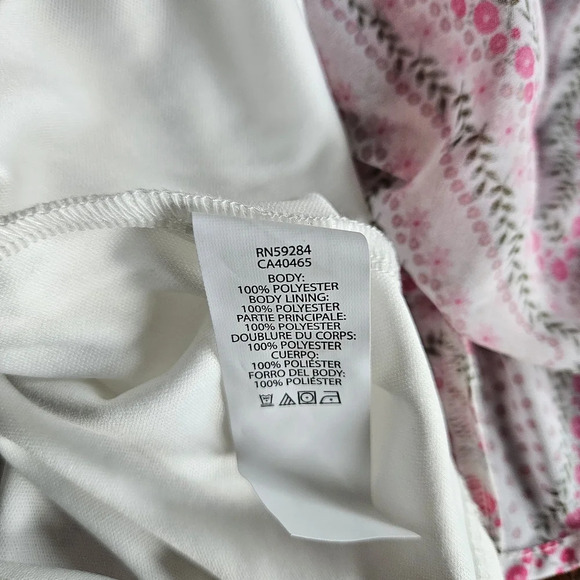 RN59284
CA40465
BODY:
100% POLYESTER
BODY LINING:
100% POLYESTER
PARTIE PRINCIPALE:
100% POLYESTER
DOUBLURE DU CORPS:
100% POLYESTER
CUERPO:
100% POLIÉSTER
FORRO DEL BODY:
100% POLIÉSTER